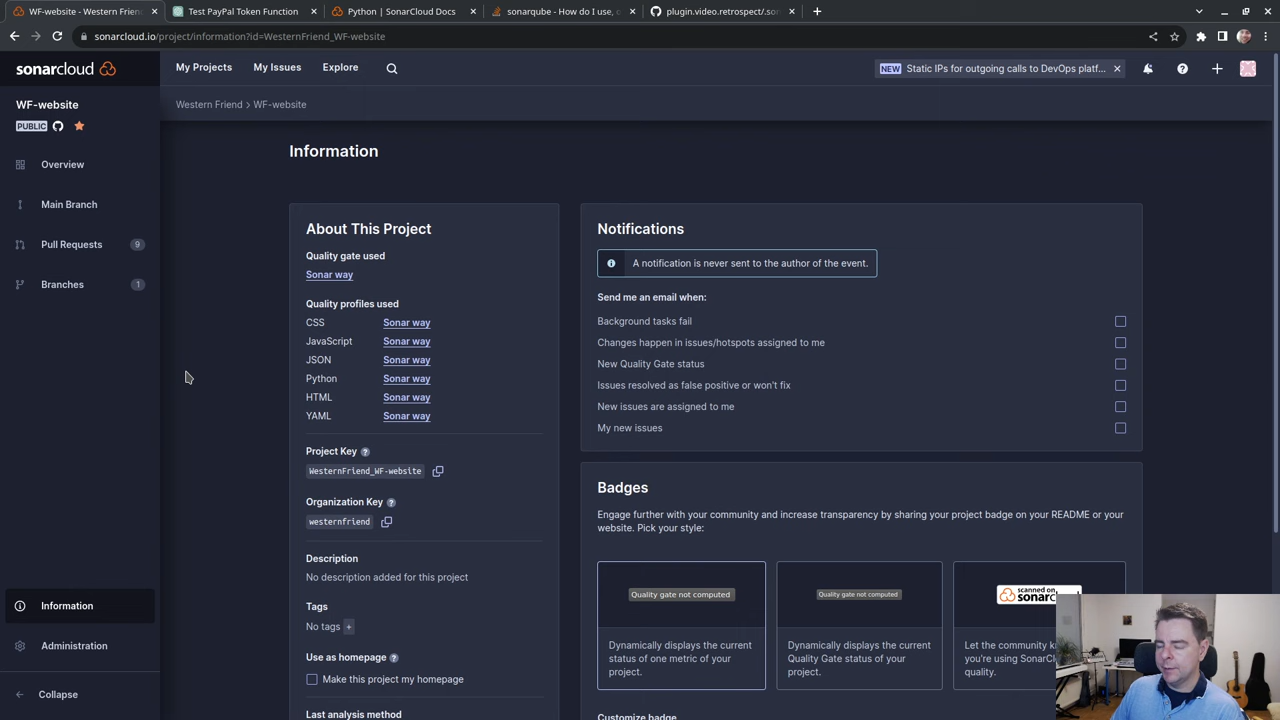 WF-website - Western Frien
Test PayPal Token Function
Python | SonarCloud Docs
sonarqube - How do I use, o
plugin.video.retrospect/.son
sonarcloud.io/project/information?id=WesternFriend_WF-website
sonarcloud
My Projects
My Issues
Explore
NEW
Static IPs for outgoing calls to DevOps platf...
WF-website
PUBLIC
Western Friend > WF-website
Overview
Main Branch
Pull Requests
9
Branches
1
Information
Administration
Collapse
Information
About This Project
Quality gate used
Sonar way
Quality profiles used
CSS Sonar way
JavaScript Sonar way
JSON Sonar way
Python Sonar way
HTML Sonar way
YAML Sonar way
Project Key
WesternFriend_WF-website
Organization Key
westernfriend
Description
No description added for this project
Tags
No tags +
Use as homepage
Make this project my homepage
Last analysis method
Notifications
A notification is never sent to the author of the event.
Send me an email when:
Background tasks fail
Changes happen in issues/hotspots assigned to me
New Quality Gate status
Issues resolved as false positive or won't fix
New issues are assigned to me
My new issues
Badges
Engage further with your community and increase transparency by sharing your project badge on your README or your
website. Pick your style:
Quality gate not computed
Dynamically displays the current
status of one metric of your
project.
Quality gate not computed
Dynamically displays the current
Quality Gate status of your
project.
scanned on
sonarclo
Let the community k
you're using SonarCl
quality.
Customize badge